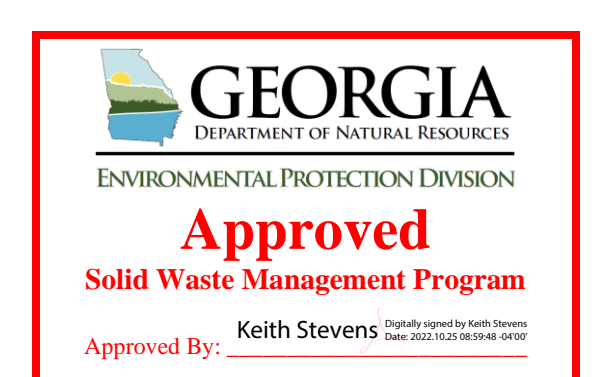 GEORGIA
DEPARTMENT OF NATURAL RESOURCES
ENVIRONMENTAL PROTECTION DIVISION
Approved
Solid Waste Management Program
Approved By: Keith Stevens
Digitally signed by Keith Stevens
Date: 2022.10.25 08:59:48 -04'00'